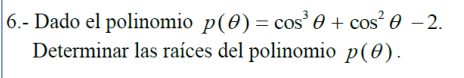 6.- Dado el polinomio p(θ) = cos³ θ + cos² θ − 2.
Determinar las raíces del polinomio p(θ).